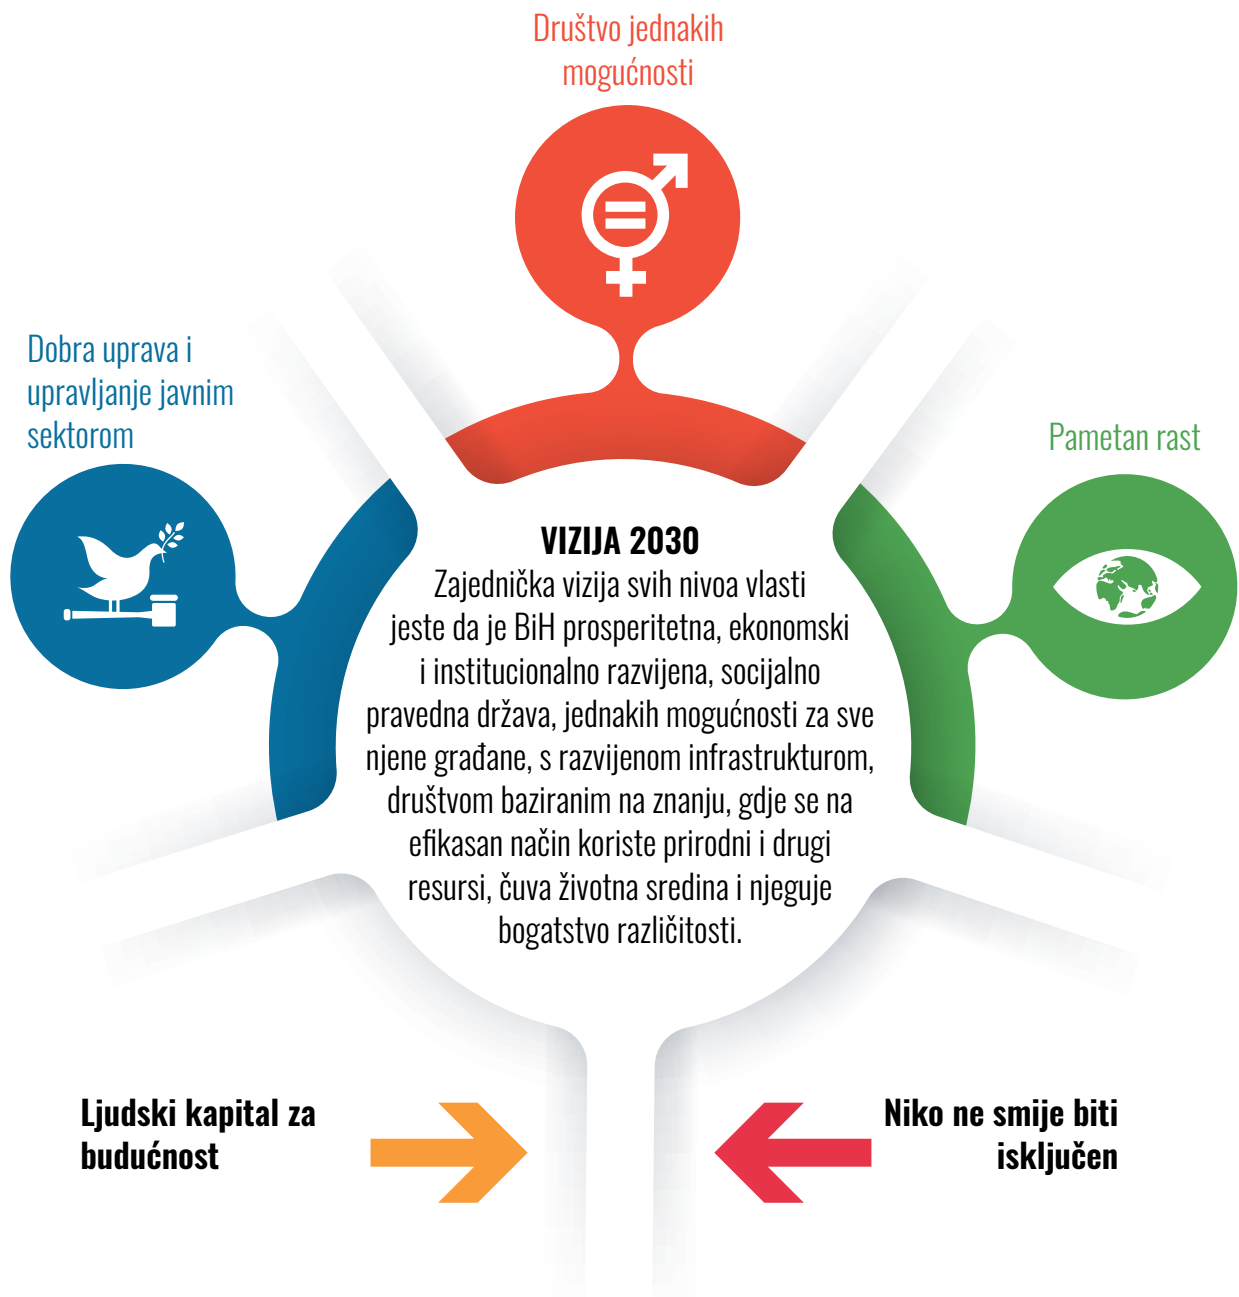 Društvo jednakih
mogućnosti
Dobra uprava i
upravljanje javnim
sektorom
Pametan rast
VIZIJA 2030
Zajednička vizija svih nivoa vlasti
jeste da je BiH prosperitetna, ekonomski
i institucionalno razvijena, socijalno
pravedna država, jednakih mogućnosti za sve
njene građane, s razvijenom infrastrukturom,
društvom baziranim na znanju, gdje se na
efikasan način koriste prirodni i drugi
resursi, čuva životna sredina i njeguje
bogatstvo različitosti.
Ljudski kapital za
budućnost
Niko ne smije biti
isključen